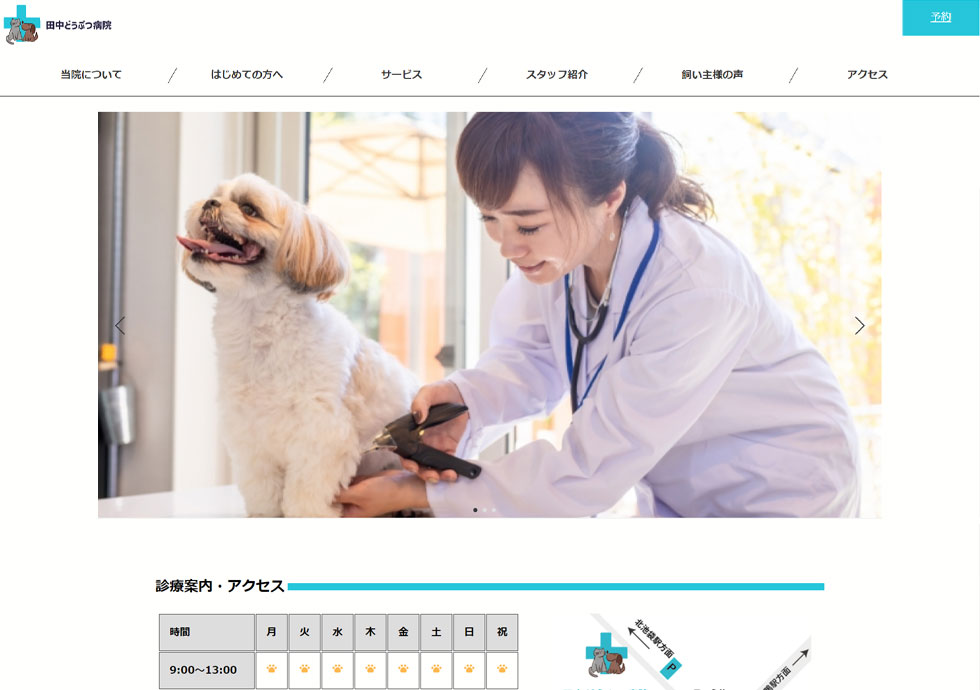 田中どうぶつ病院
予約
当院について
はじめての方へ
サービス
スタッフ紹介
飼い主様の声
アクセス
診療案内・アクセス
時間 月 火 水 木 金 土 日 祝
9:00〜13:00
北池袋駅方面
P
駅方面